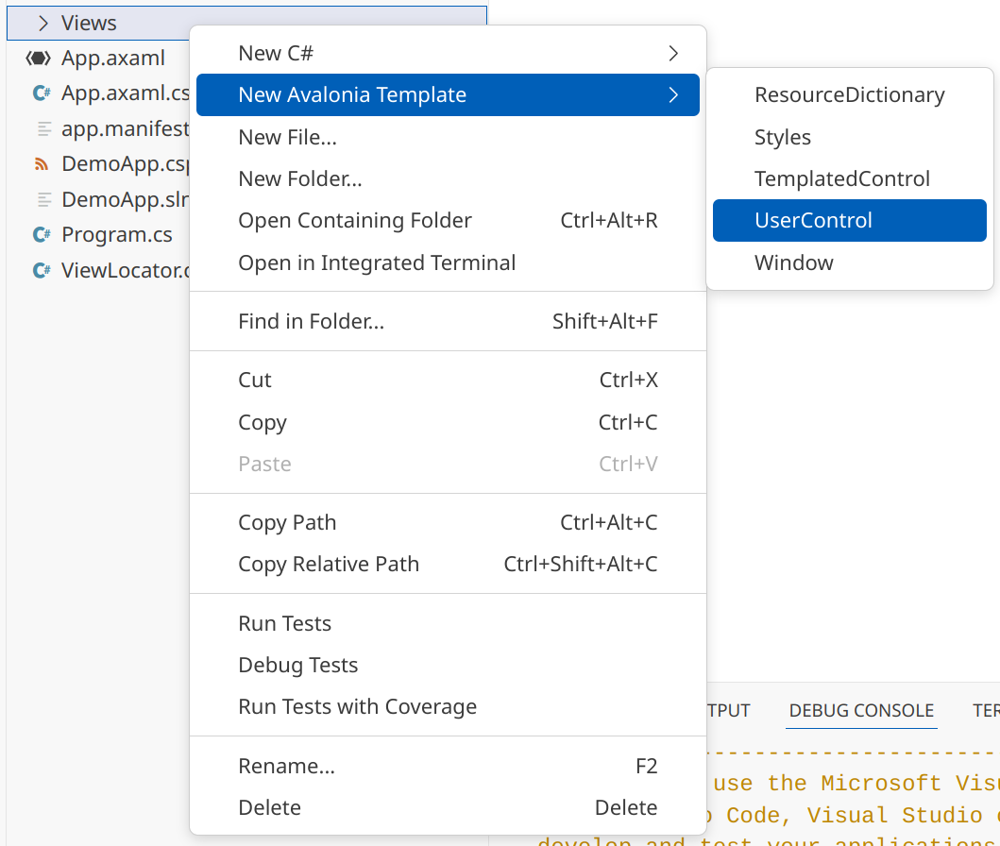 Views
App.axaml
App.axaml.cs
app.manifest
DemoApp.csp
DemoApp.sln
Program.cs
ViewLocator.c
New C#
New Avalonia Template
New File...
New Folder...
Open Containing Folder Ctrl+Alt+R
Open in Integrated Terminal
Find in Folder... Shift+Alt+F
Cut Ctrl+X
Copy Ctrl+C
Paste Ctrl+V
Copy Path Ctrl+Alt+C
Copy Relative Path Ctrl+Shift+Alt+C
Run Tests
Debug Tests
Run Tests with Coverage
Rename... F2
Delete Delete
ResourceDictionary
Styles
TemplatedControl
UserControl
Window
TPUT DEBUG CONSOLE TER
----------------------
use the Microsoft Visu
Code, Visual Studio
develop and test your applications